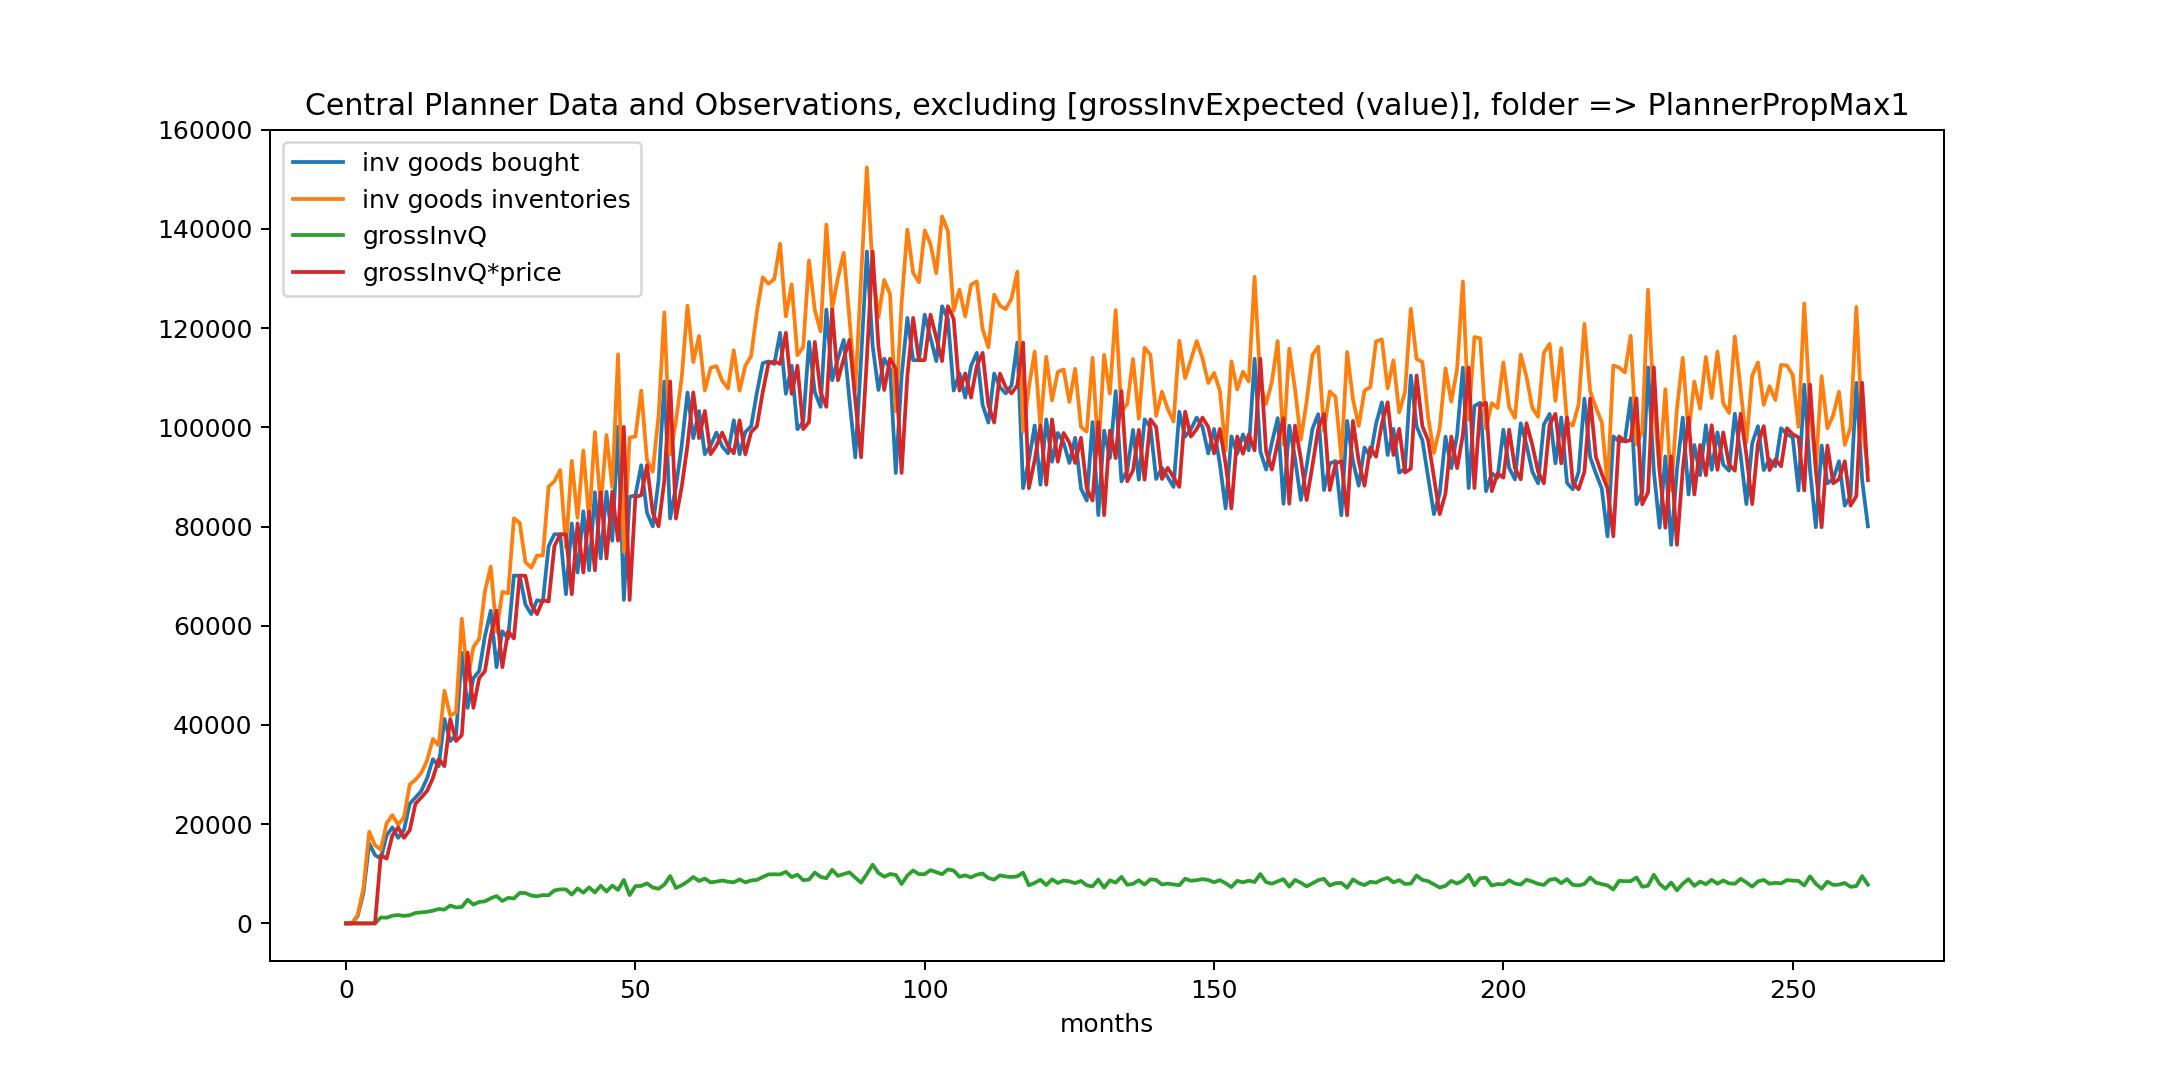 Central Planner Data and Observations, excluding [grossInvExpected (value)], folder => PlannerPropMax1
160000
140000
120000
100000
80000
60000
40000
20000
0
inv goods bought
inv goods inventories
grossInvQ
grossInvQ*price
0 50 100 150 200 250
months